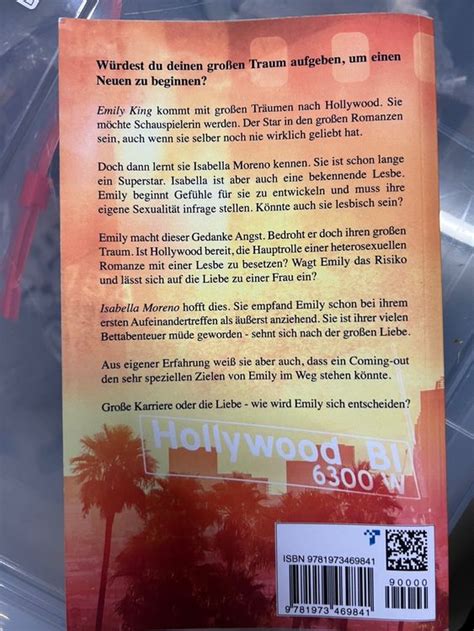 Würdest du deinen großen Traum aufgeben, um einen
Neuen zu beginnen?
Emily King kommt mit großen Träumen nach Hollywood. Sie
möchte Schauspielerin werden. Der Star in den großen Romanzen
sein, auch wenn sie selber noch nie wirklich geliebt hat.
Doch dann lernt sie Isabella Moreno kennen. Sie ist schon lange
ein Superstar. Isabella ist aber auch eine bekennende Lesbe.
Emily beginnt Gefühle für sie zu entwickeln und muss ihre
eigene Sexualität infrage stellen. Könnte auch sie lesbisch sein?
Emily macht dieser Gedanke Angst. Bedroht er doch ihren großen
Traum. Ist Hollywood bereit, die Hauptrolle einer heterosexuellen
Romanze mit einer Lesbe zu besetzen? Wagt Emily das Risiko
und lässt sich auf die Liebe zu einer Frau ein?
Isabella Moreno hofft dies. Sie empfand Emily schon bei ihrem
ersten Aufeinandertreffen als äußerst anziehend. Sie ist ihrer vielen
Bettabenteuer müde geworden - sehnt sich nach der großen Liebe.
Aus eigener Erfahrung weiß sie aber auch, dass ein Coming-out
den sehr speziellen Zielen von Emily im Weg stehen könnte.
Große Karriere oder die Liebe - wie wird Emily sich entscheiden?
Hollywood Bl
6300 W
ISBN 9781973469841
90000
9 781973 469841